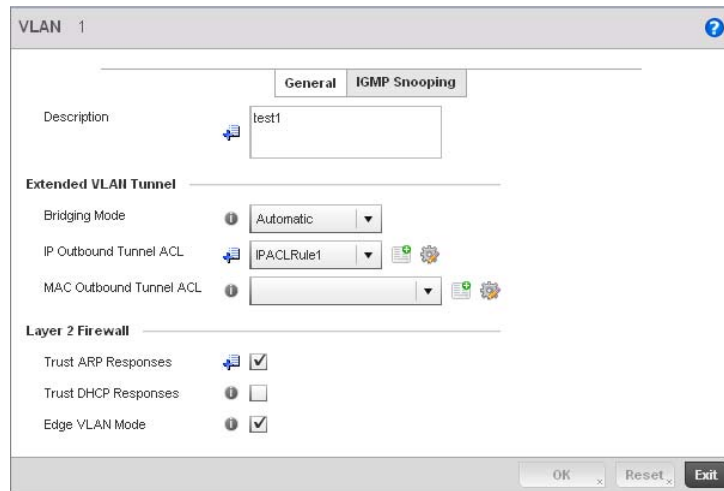 VLAN 1
?
General IGMP Snooping
Description test1
Extended VLAN Tunnel
Bridging Mode Automatic
IP Outbound Tunnel ACL IPACLRule1
MAC Outbound Tunnel ACL
Layer 2 Firewall
Trust ARP Responses
Trust DHCP Responses
Edge VLAN Mode
OK Reset Exit